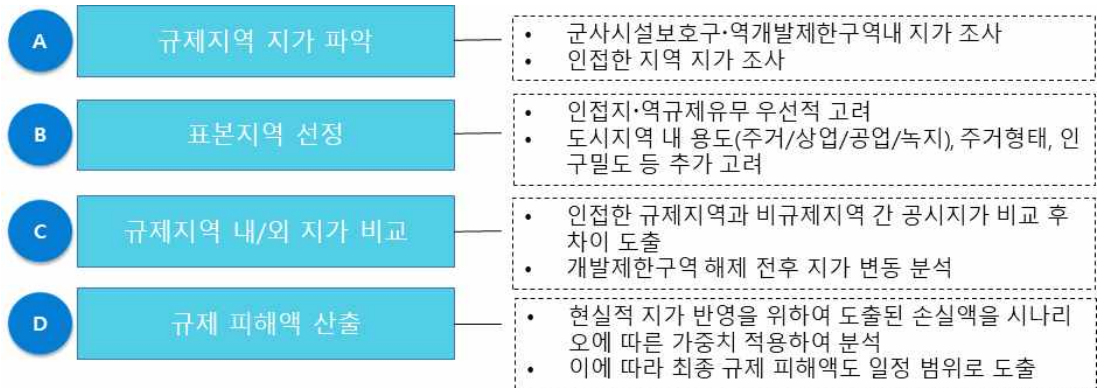 A
규제지역 지가 파악
• 군사시설보호구·역개발제한구역내 지가 조사
• 인접한 지역 지가 조사
B
표본지역 선정
• 인접지·역규제유무 우선적 고려
• 도시지역 내 용도(주거/상업/공업/녹지), 주거형태, 인
구밀도 등 추가 고려
C
규제지역 내/외 지가 비교
• 인접한 규제지역과 비규제지역 간 공시지가 비교 후
차이 도출
• 개발제한구역 해제 전후 지가 변동 분석
D
규제 피해액 산출
• 현실적 지가 반영을 위하여 도출된 손실액을 시나리
오에 따른 가중치 적용하여 분석
• 이에 따라 최종 규제 피해액도 일정 범위로 도출